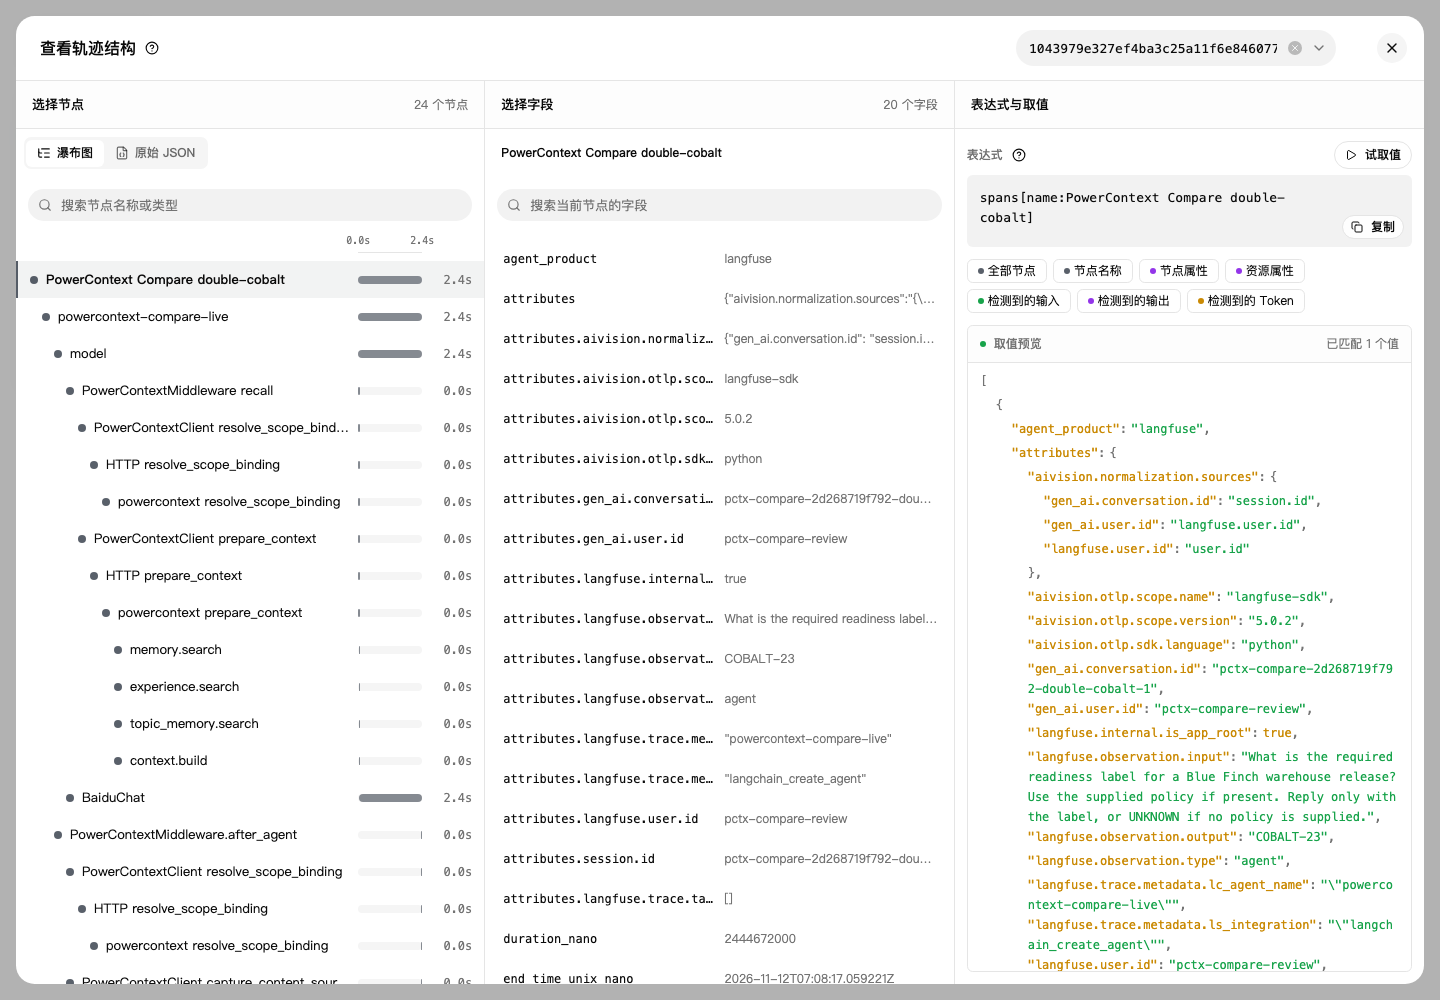 查看轨迹结构
1043979e327ef4ba3c25a11f6e846077
选择节点
24 个节点
瀑布图
原始 JSON
搜索节点名称或类型
0.0s
2.4s
PowerContext Compare double-cobalt
2.4s
powercontext-compare-live
2.4s
model
2.4s
PowerContextMiddleware recall
0.0s
PowerContextClient resolve_scope_bind…
0.0s
HTTP resolve_scope_binding
0.0s
powercontext resolve_scope_binding
0.0s
PowerContextClient prepare_context
0.0s
HTTP prepare_context
0.0s
powercontext prepare_context
0.0s
memory.search
0.0s
experience.search
0.0s
topic_memory.search
0.0s
context.build
0.0s
BaiduChat
2.4s
PowerContextMiddleware.after_agent
0.0s
PowerContextClient resolve_scope_binding
0.0s
HTTP resolve_scope_binding
0.0s
powercontext resolve_scope_binding
0.0s
PowerContextClient capture_content_sour…
0.0s
选择字段
20 个字段
PowerContext Compare double-cobalt
搜索当前节点的字段
agent_product
langfuse
attributes
{"aivision.normalization.sources":"{\…
attributes.aivision.normaliz…
{"gen_ai.conversation.id": "session.i…
attributes.aivision.otlp.sco…
langfuse-sdk
attributes.aivision.otlp.sco…
5.0.2
attributes.aivision.otlp.sdk…
python
attributes.gen_ai.conversati…
pctx-compare-2d268719f792-dou…
attributes.gen_ai.user.id
pctx-compare-review
attributes.langfuse.internal…
true
attributes.langfuse.observat…
What is the required readiness label…
attributes.langfuse.observat…
COBALT-23
attributes.langfuse.observat…
agent
attributes.langfuse.trace.me…
"powercontext-compare-live"
attributes.langfuse.trace.me…
"langchain_create_agent"
attributes.langfuse.user.id
pctx-compare-review
attributes.session.id
pctx-compare-2d268719f792-dou…
attributes.langfuse.trace.ta…
[]
duration_nano
2444672000
end_time_unix_nano
2026-11-12T07:08:17.059221Z
表达式与取值
表达式
试取值
spans[name:PowerContext Compare double-
cobalt]
复制
全部节点
节点名称
节点属性
资源属性
检测到的输入
检测到的输出
检测到的 Token
取值预览
已匹配 1 个值
[
{
"agent_product": "langfuse",
"attributes": {
"aivision.normalization.sources": {
"gen_ai.conversation.id": "session.id",
"gen_ai.user.id": "langfuse.user.id",
"langfuse.user.id": "user.id"
},
"aivision.otlp.scope.name": "langfuse-sdk",
"aivision.otlp.scope.version": "5.0.2",
"aivision.otlp.sdk.language": "python",
"gen_ai.conversation.id": "pctx-compare-2d268719f79
2-double-cobalt-1",
"gen_ai.user.id": "pctx-compare-review",
"langfuse.internal.is_app_root": true,
"langfuse.observation.input": "What is the required
readiness label for a Blue Finch warehouse release?
Use the supplied policy if present. Reply only with
the label, or UNKNOWN if no policy is supplied.",
"langfuse.observation.output": "COBALT-23",
"langfuse.observation.type": "agent",
"langfuse.trace.metadata.lc_agent_name": "\"powerco
ntext-compare-live\"",
"langfuse.trace.metadata.ls_integration": "\"langch
ain_create_agent\"",
"langfuse.user.id": "pctx-compare-review",